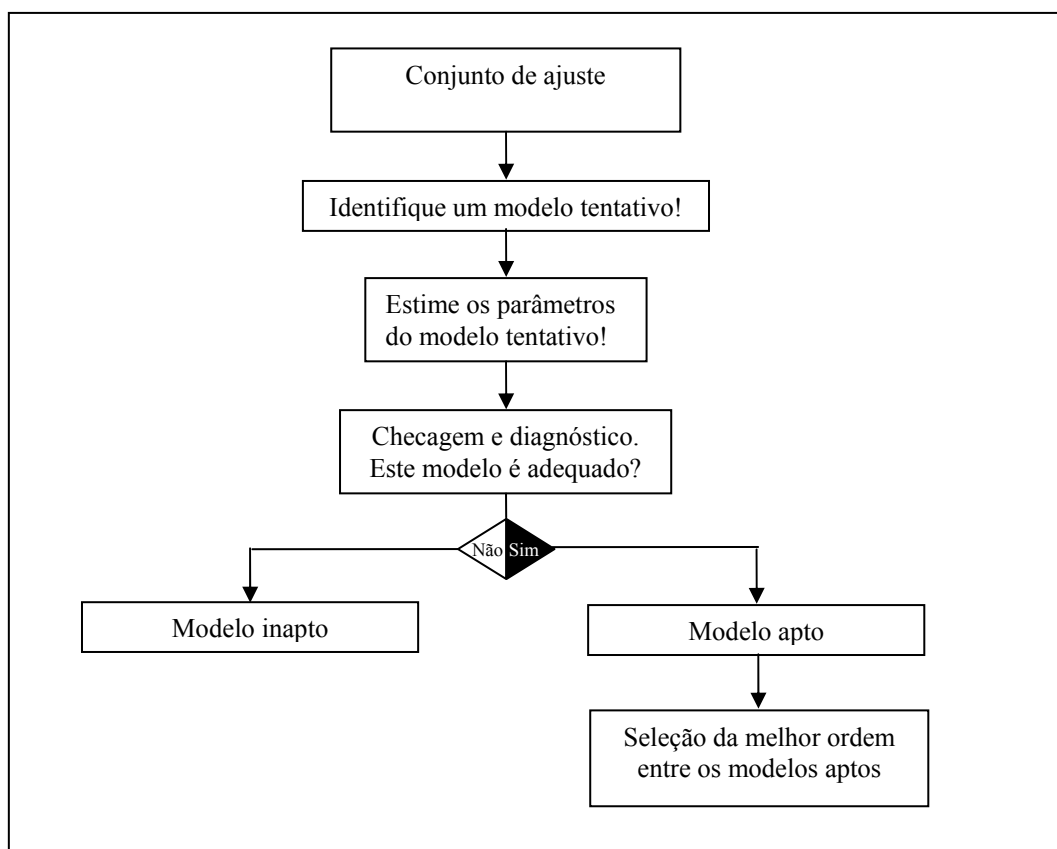 Conjunto de ajuste
Identifique um modelo tentativo!
Estime os parâmetros
do modelo tentativo!
Checagem e diagnóstico.
Este modelo é adequado?
Não Sim
Modelo inapto
Modelo apto
Seleção da melhor ordem
entre os modelos aptos